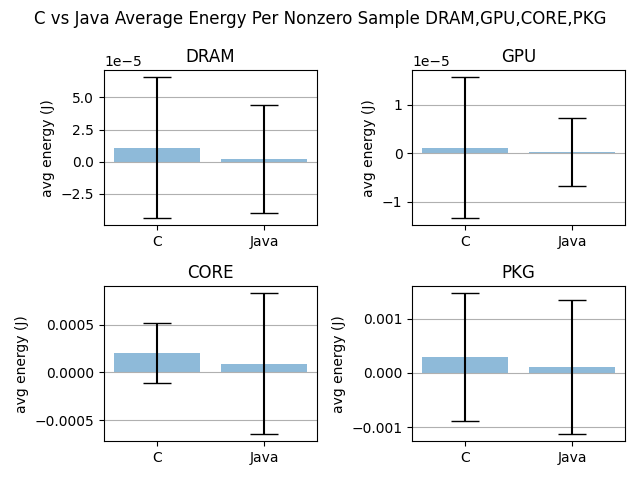 C vs Java Average Energy Per Nonzero Sample DRAM,GPU,CORE,PKG
DRAM
1e−5
avg energy (J)
5.0
2.5
0.0
−2.5
C Java
GPU
1e−5
avg energy (J)
1
0
−1
C Java
CORE
avg energy (J)
0.0005
0.0000
−0.0005
C Java
PKG
avg energy (J)
0.001
0.000
−0.001
C Java